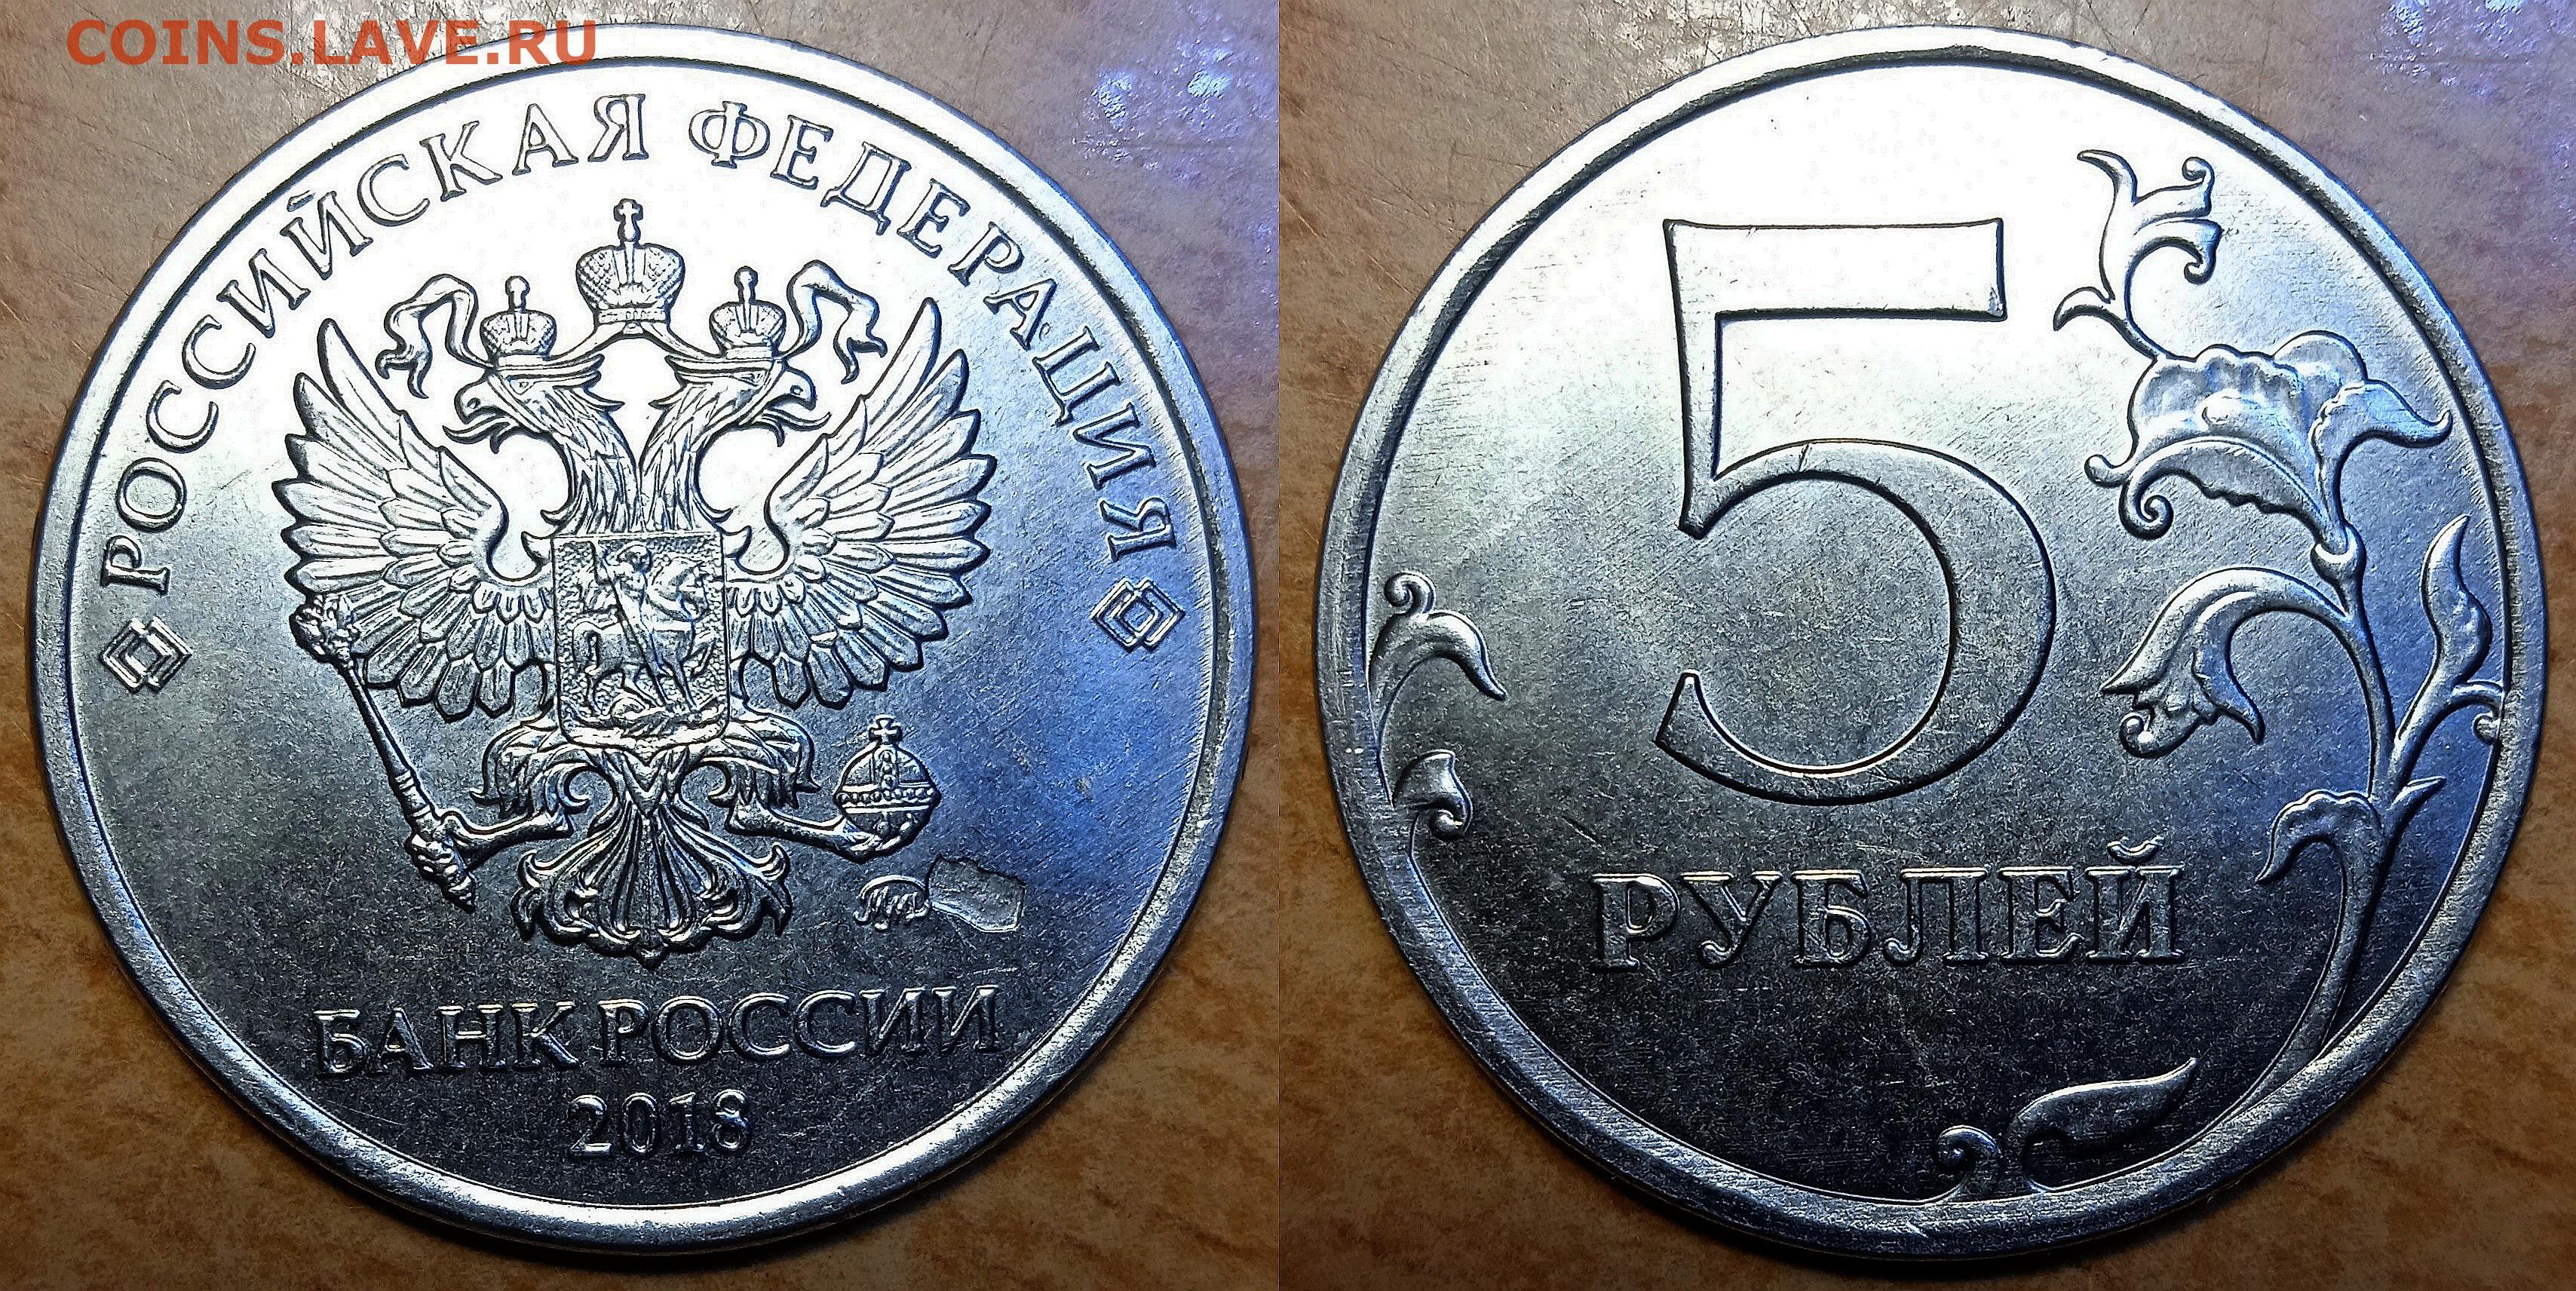 COINS.LAVE.RU
РОССИЙСКАЯ ФЕДЕРАЦИЯ
БАНК РОССИИ
2018
5
РУБЛЕЙ